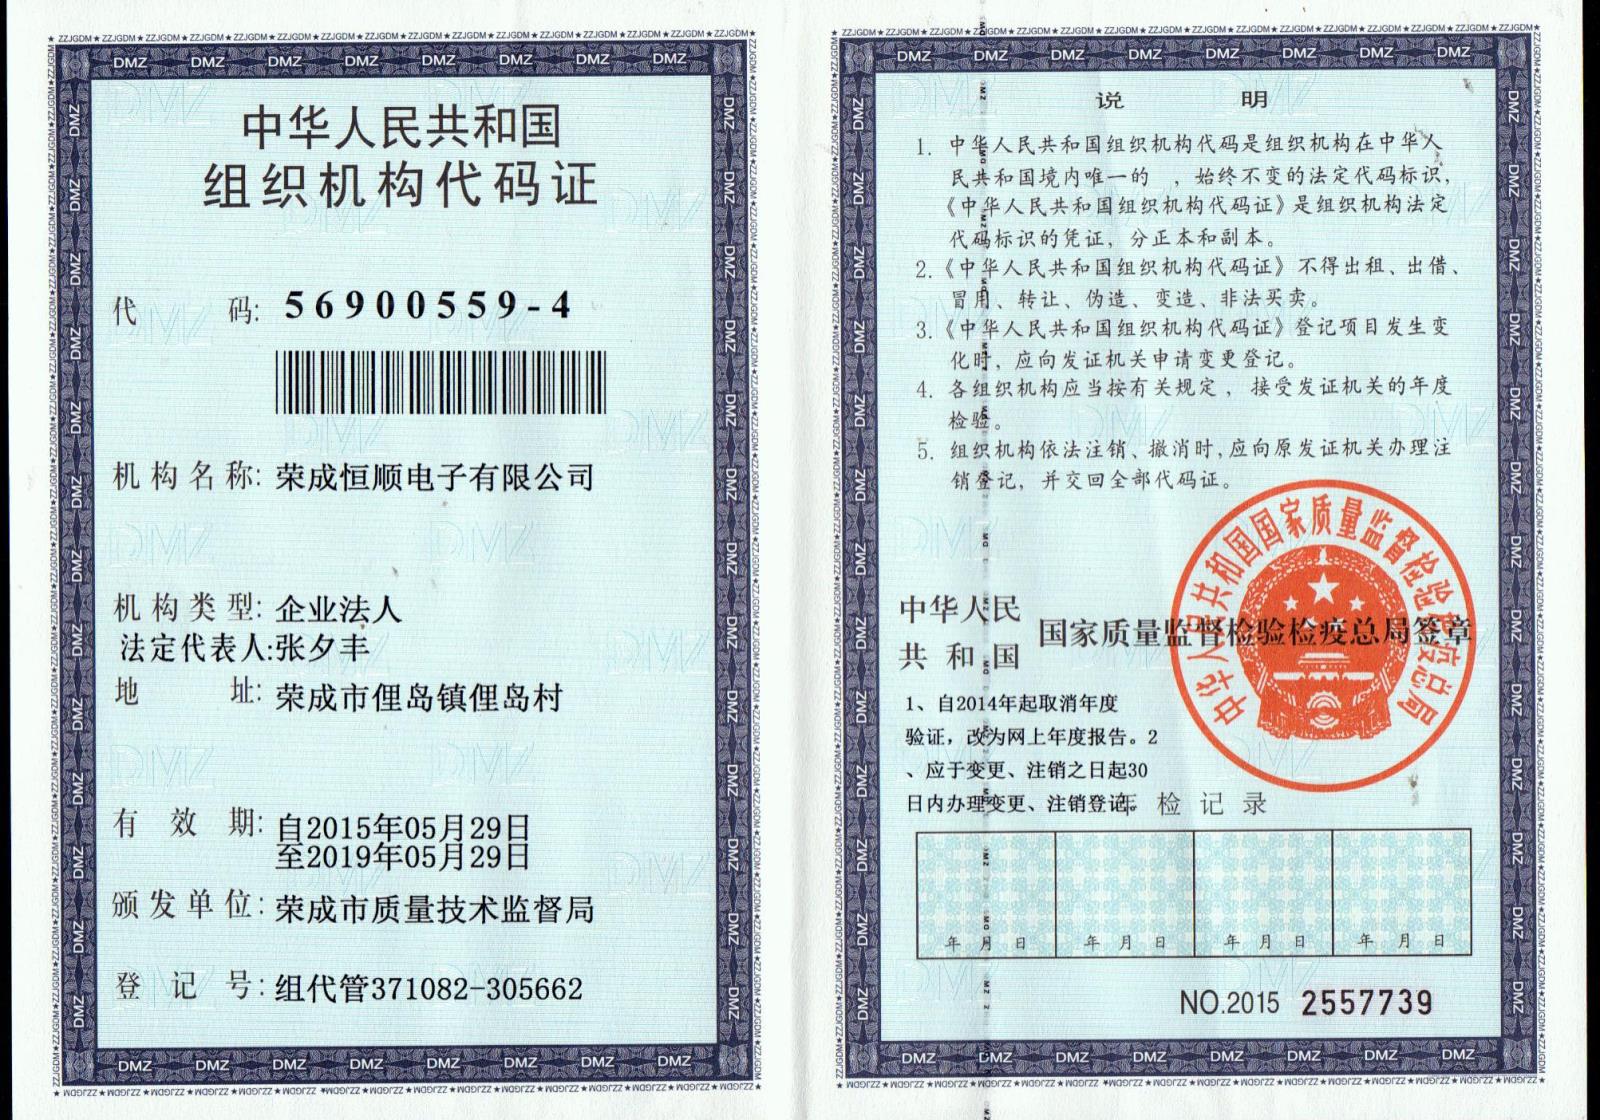 中华人民共和国
组织机构代码证
代 码: 56900559-4
机构名称: 荣成恒顺电子有限公司
机构类型: 企业法人
法定代表人:张夕丰
地 址: 荣成市俚岛镇俚岛村
有 效 期: 自2015年05月29日
至2019年05月29日
颁发单位: 荣成市质量技术监督局
登 记 号: 组代管371082-305662
说 明
1. 中华人民共和国组织机构代码是组织机构在中华人
民共和国境内唯一的 ，始终不变的法定代码标识，
《中华人民共和国组织机构代码证》是组织机构法定
代码标识的凭证，分正本和副本。
2.《中华人民共和国组织机构代码证》不得出租、出借、
冒用、转让、伪造、变造、非法买卖。
3.《中华人民共和国组织机构代码证》登记项目发生变
化时，应向发证机关申请变更登记。
4. 各组织机构应当按有关规定，接受发证机关的年度
检验。
5. 组织机构依法注销、撤消时,应向原发证机关办理注
销登记，并交回全部代码证。
中华人民
共和国
国家质量监督检验检疫总局签章
中华人民共和国国家质量监督检验检疫总局
1、自2014年起取消年度
验证，改为网上年度报告。2
、应于变更、注销之日起30
日内办理变更、注销登记。
年检记录
年 月 日 年 月 日 年 月 日 年 月 日
NO.2015 2557739
DMZ
ZZJGDM